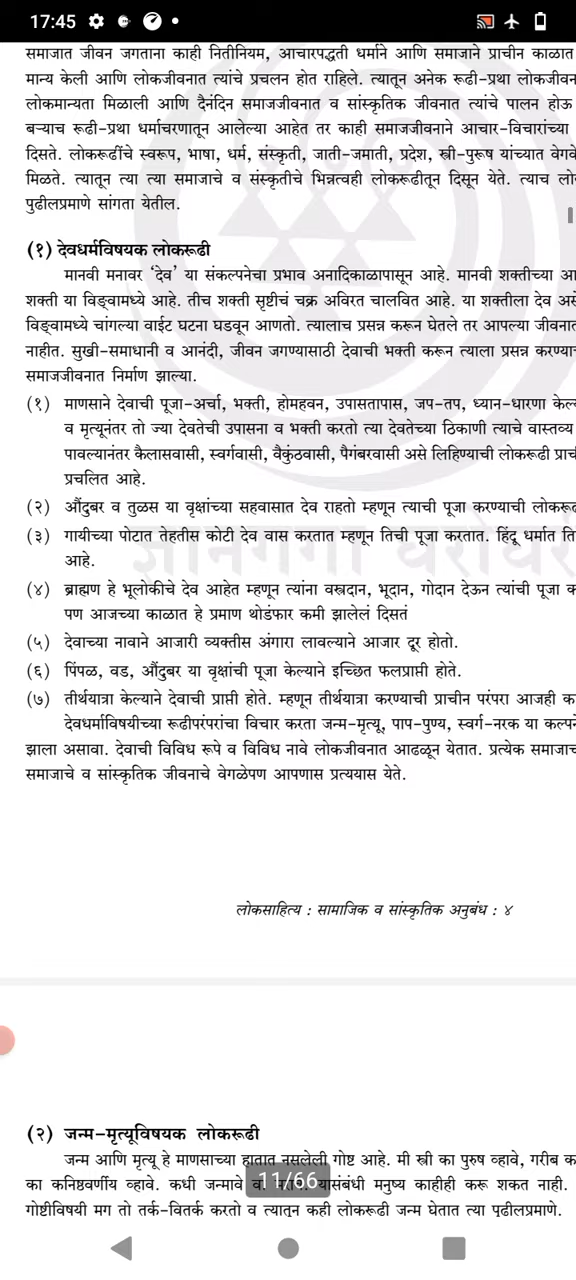 17:45
समाजात जीवन जगताना काही नितीनियम, आचारपद्धती धर्माने आणि समाजाने प्राचीन काळात
मान्य केली आणि लोकजीवनात त्यांचे प्रचलन होत राहिले. त्यातून अनेक रूढी-प्रथा लोकजीवन
लोकमान्यता मिळाली आणि दैनंदिन समाजजीवनात व सांस्कृतिक जीवनात त्यांचे पालन होऊ
बऱ्याच रूढी-प्रथा धर्माचरणातून आलेल्या आहेत तर काही समाजजीवनाने आचार-विचारांच्या
दिसते. लोकरूढींचे स्वरूप, भाषा, धर्म, संस्कृती, जाती-जमाती, प्रदेश, स्त्री-पुरूष यांच्यात वेगवे
मिळते. त्यातून त्या त्या समाजाचे व संस्कृतीचे भिन्नत्वही लोकरूढीतून दिसून येते. त्याच लो
पुढीलप्रमाणे सांगता येतील.
(१) देवधर्मविषयक लोकरूढी
मानवी मनावर ‘देव’ या संकल्पनेचा प्रभाव अनादिकाळापासून आहे. मानवी शक्तीच्या आ
शक्ती या विङ्वामध्ये आहे. तीच शक्ती सृष्टीचं चक्र अविरत चालवित आहे. या शक्तीला देव असे
विङ्वामध्ये चांगल्या वाईट घटना घडवून आणतो. त्यालाच प्रसन्न करून घेतले तर आपल्या जीवनात
नाहीत. सुखी-समाधानी व आनंदी, जीवन जगण्यासाठी देवाची भक्ती करून त्याला प्रसन्न करण्या
समाजजीवनात निर्माण झाल्या.
(१) माणसाने देवाची पूजा-अर्चा, भक्ती, होमहवन, उपासतापास, जप-तप, ध्यान-धारणा केल्
व मृत्यूनंतर तो ज्या देवतेची उपासना व भक्ती करतो त्या देवतेच्या ठिकाणी त्याचे वास्तव्य
पावल्यानंतर कैलासवासी, स्वर्गवासी, वैकुंठवासी, पैगंबरवासी असे लिहिण्याची लोकरूढी प्राची
प्रचलित आहे.
(२) औंदुबर व तुळस या वृक्षांच्या सहवासात देव राहतो म्हणून त्याची पूजा करण्याची लोकरूढ
(३) गायीच्या पोटात तेहतीस कोटी देव वास करतात म्हणून तिची पूजा करतात. हिंदू धर्मात ति
आहे.
ज्ञानगंगा घरोघरी
(४) ब्राह्मण हे भूलोकीचे देव आहेत म्हणून त्यांना वस्त्रदान, भूदान, गोदान देऊन त्यांची पूजा क
पण आजच्या काळात हे प्रमाण थोडंफार कमी झालेलं दिसतं
(५) देवाच्या नावाने आजारी व्यक्तीस अंगारा लावल्याने आजार दूर होतो.
(६) पिंपळ, वड, औंदुबर या वृक्षांची पूजा केल्याने इच्छित फलप्राप्ती होते.
(७) तीर्थयात्रा केल्याने देवाची प्राप्ती होते. म्हणून तीर्थयात्रा करण्याची प्राचीन परंपरा आजही का
देवधर्माविषयीच्या रूढीपरंपरांचा विचार करता जन्म-मृत्यू, पाप-पुण्य, स्वर्ग-नरक या कल्पने
झाला असावा. देवाची विविध रूपे व विविध नावे लोकजीवनात आढळून येतात. प्रत्येक समाजाच
समाजाचे व सांस्कृतिक जीवनाचे वेगळेपण आपणास प्रत्ययास येते.
लोकसाहित्य : सामाजिक व सांस्कृतिक अनुबंध : ४
(२) जन्म-मृत्यूविषयक लोकरूढी
जन्म आणि मृत्यू हे माणसाच्या हातात नसलेली गोष्ट आहे. मी स्त्री का पुरुष व्हावे, गरीब क
का कनिष्ठवर्णीय व्हावे. कधी जन्मावे व यासंबंधी मनुष्य काहीही करू शकत नाही.
11/66
गोष्टीविषयी मग तो तर्क-वितर्क करतो व त्यातून कही लोकरूढी जन्म घेतात त्या पुढीलप्रमाणे.